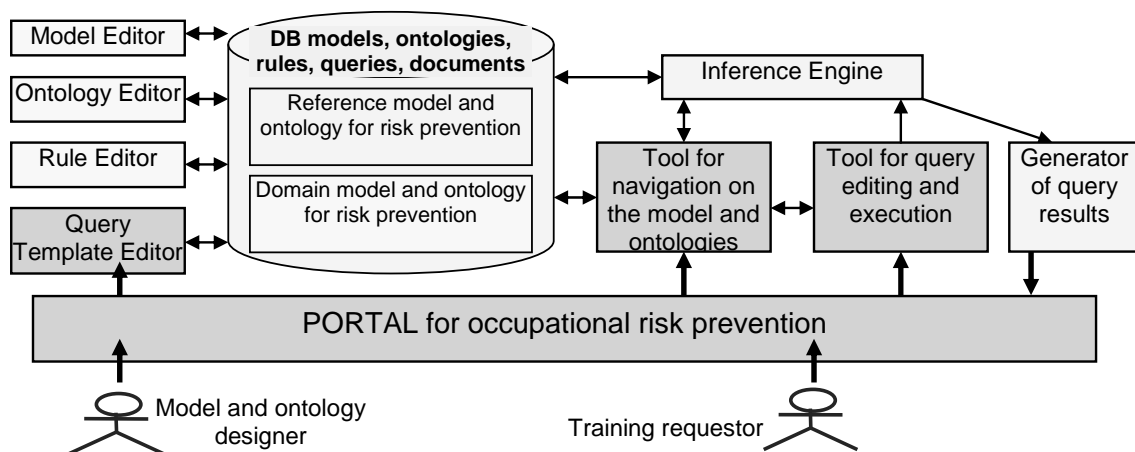 Model Editor
Ontology Editor
Rule Editor
Query
Template Editor
DB models, ontologies,
rules, queries, documents
Reference model and
ontology for risk prevention
Domain model and ontology
for risk prevention
Inference Engine
Tool for
navigation on
the model and
ontologies
Tool for query
editing and
execution
Generator
of query
results
PORTAL for occupational risk prevention
Model and ontology
designer
Training requestor